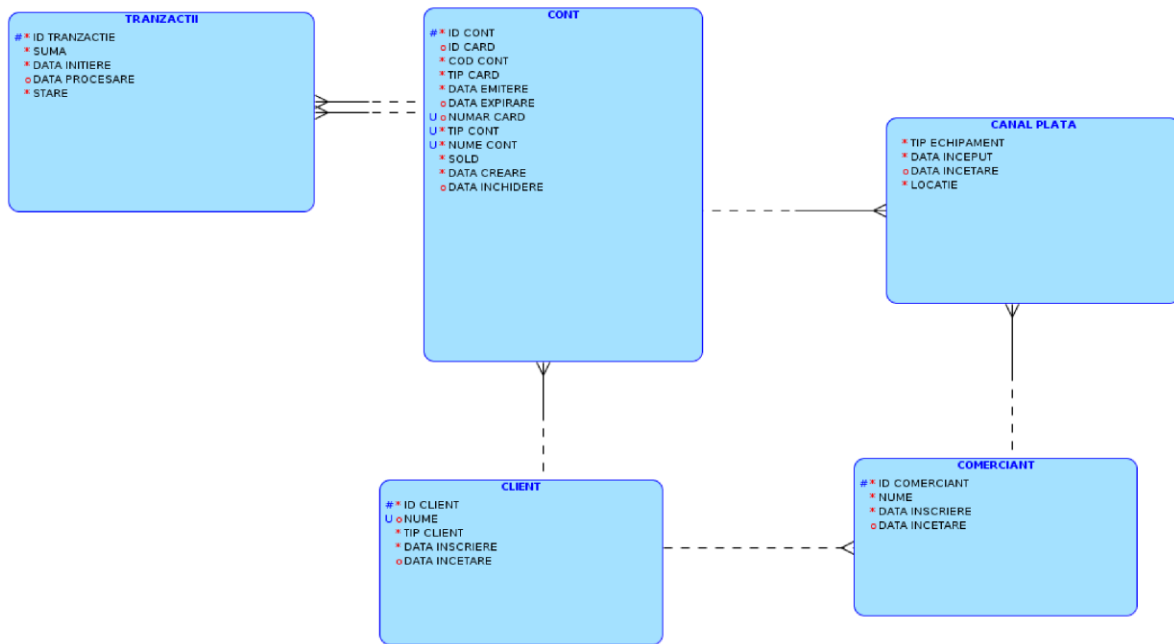 TRANZACTII
#* ID TRANZACTIE
* SUMA
* DATA INITIERE
o DATA PROCESARE
* STARE
CONT
#* ID CONT
o ID CARD
* COD CONT
* TIP CARD
* DATA EMITERE
o DATA EXPIRARE
U o NUMAR CARD
U * TIP CONT
U * NUME CONT
* SOLD
* DATA CREARE
o DATA INCHIDERE
CANAL PLATA
* TIP ECHIPAMENT
* DATA INCEPUT
o DATA INCETARE
* LOCATIE
CLIENT
#* ID CLIENT
U o NUME
* TIP CLIENT
* DATA INSCRIERE
o DATA INCETARE
COMERCIANT
#* ID COMERCIANT
* NUME
* DATA INSCRIERE
o DATA INCETARE